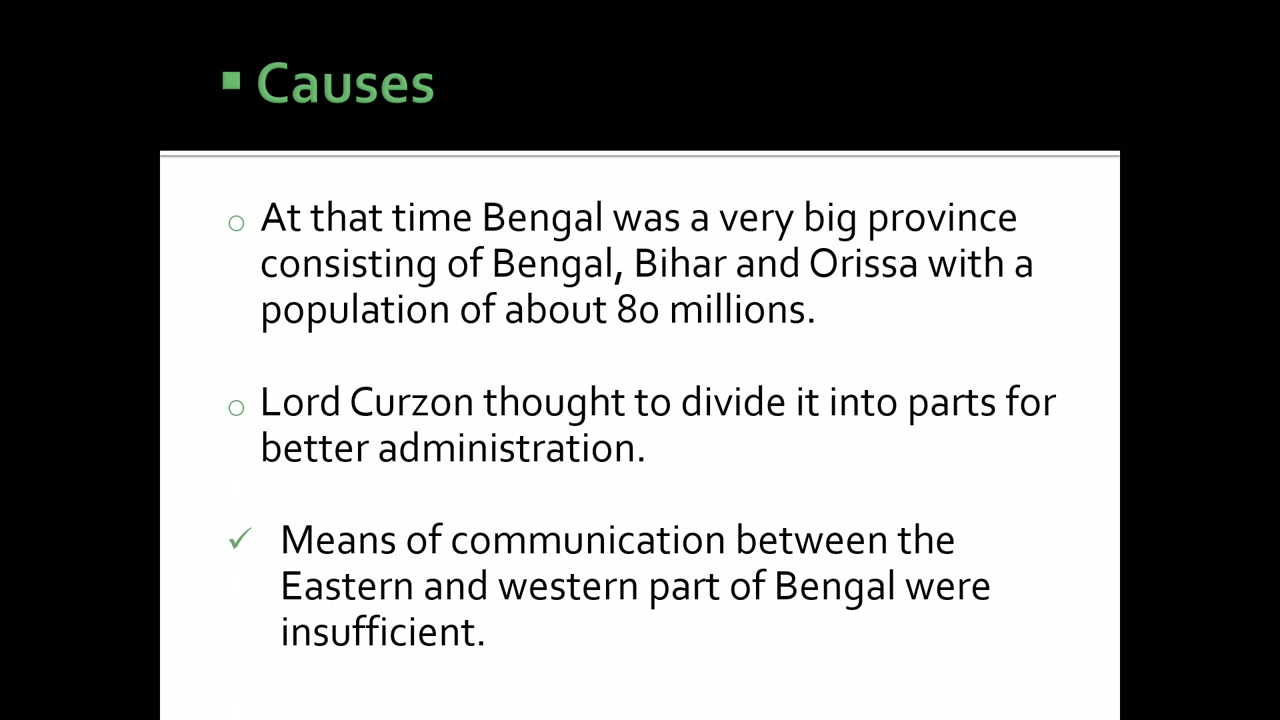 Causes
At that time Bengal was a very big province
consisting of Bengal, Bihar and Orissa with a
population of about 80 millions.
Lord Curzon thought to divide it into parts for
better administration.
Means of communication between the
Eastern and western part of Bengal were
insufficient.